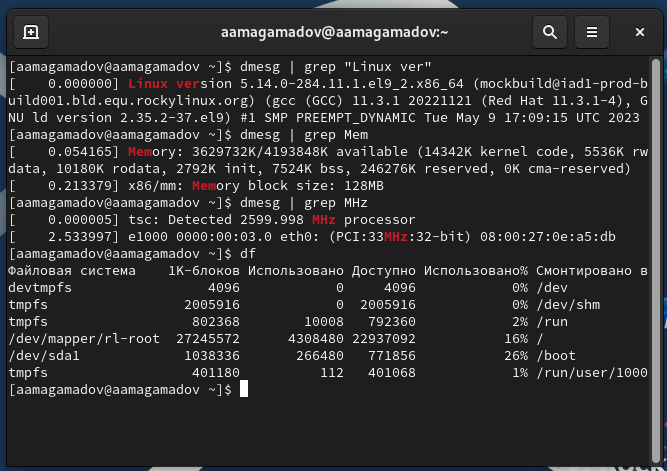 aamagamadov@aamagamadov:~
[aamagamadov@aamagamadov ~]$ dmesg | grep "Linux ver"
[    0.000000] Linux version 5.14.0-284.11.1.el9_2.x86_64 (mockbuild@iad1-prod-b
uild001.bld.equ.rockylinux.org) (gcc (GCC) 11.3.1 20221121 (Red Hat 11.3.1-4), G
NU ld version 2.35.2-37.el9) #1 SMP PREEMPT_DYNAMIC Tue May 9 17:09:15 UTC 2023
[aamagamadov@aamagamadov ~]$ dmesg | grep Mem
[    0.054165] Memory: 3629732K/4193848K available (14342K kernel code, 5536K rw
data, 10180K rodata, 2792K init, 7524K bss, 246276K reserved, 0K cma-reserved)
[    0.213379] x86/mm: Memory block size: 128MB
[aamagamadov@aamagamadov ~]$ dmesg | grep MHz
[    0.000005] tsc: Detected 2599.998 MHz processor
[    2.533997] e1000 0000:00:03.0 eth0: (PCI:33MHz:32-bit) 08:00:27:0e:a5:db
[aamagamadov@aamagamadov ~]$ df
Файловая система    1K-блоков Использовано Доступно Использовано% Смонтировано в
devtmpfs                 4096            0     4096            0% /dev
tmpfs                 2005916            0  2005916            0% /dev/shm
tmpfs                  802368        10008   792360            2% /run
/dev/mapper/rl-root  27245572      4308480 22937092           16% /
/dev/sda1             1038336       266480   771856           26% /boot
tmpfs                  401180          112   401068            1% /run/user/1000
[aamagamadov@aamagamadov ~]$